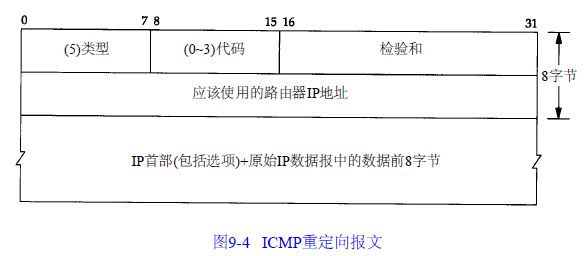 0 7 8 15 16 31
(5)类型 (0~3)代码 检验和
8字节
应该使用的路由器IP地址
IP首部(包括选项)+原始IP数据报中的数据前8字节
图9-4 ICMP重定向报文